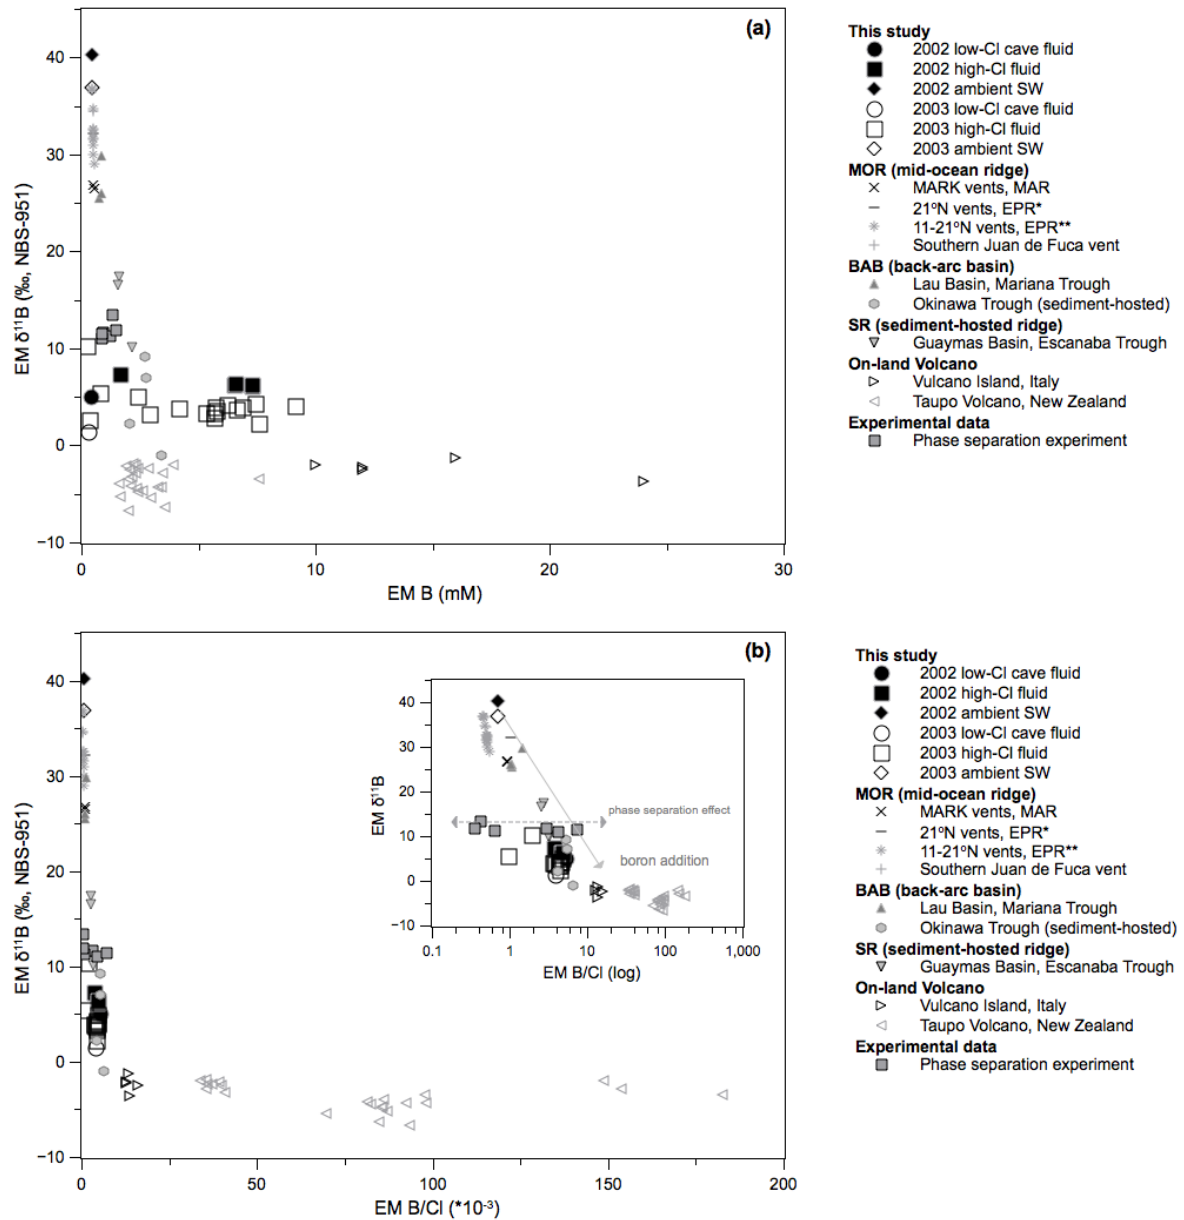 (a)
40
30
20
10
0
−10
EM δ¹¹B (‰, NBS-951)
0
10
20
30
EM B (mM)
This study
2002 low-Cl cave fluid
2002 high-Cl fluid
2002 ambient SW
2003 low-Cl cave fluid
2003 high-Cl fluid
2003 ambient SW
MOR (mid-ocean ridge)
MARK vents, MAR
21ºN vents, EPR*
11-21ºN vents, EPR**
Southern Juan de Fuca vent
BAB (back-arc basin)
Lau Basin, Mariana Trough
Okinawa Trough (sediment-hosted)
SR (sediment-hosted ridge)
Guaymas Basin, Escanaba Trough
On-land Volcano
Vulcano Island, Italy
Taupo Volcano, New Zealand
Experimental data
Phase separation experiment
(b)
40
30
20
10
0
−10
EM δ¹¹B (‰, NBS-951)
0
50
100
150
200
EM B/Cl (*10⁻³)
40
30
20
10
0
−10
EM δ¹¹B
phase separation effect
boron addition
0.1
1
10
100
1,000
EM B/Cl (log)
This study
2002 low-Cl cave fluid
2002 high-Cl fluid
2002 ambient SW
2003 low-Cl cave fluid
2003 high-Cl fluid
2003 ambient SW
MOR (mid-ocean ridge)
MARK vents, MAR
21ºN vents, EPR*
11-21ºN vents, EPR**
Southern Juan de Fuca vent
BAB (back-arc basin)
Lau Basin, Mariana Trough
Okinawa Trough (sediment-hosted)
SR (sediment-hosted ridge)
Guaymas Basin, Escanaba Trough
On-land Volcano
Vulcano Island, Italy
Taupo Volcano, New Zealand
Experimental data
Phase separation experiment